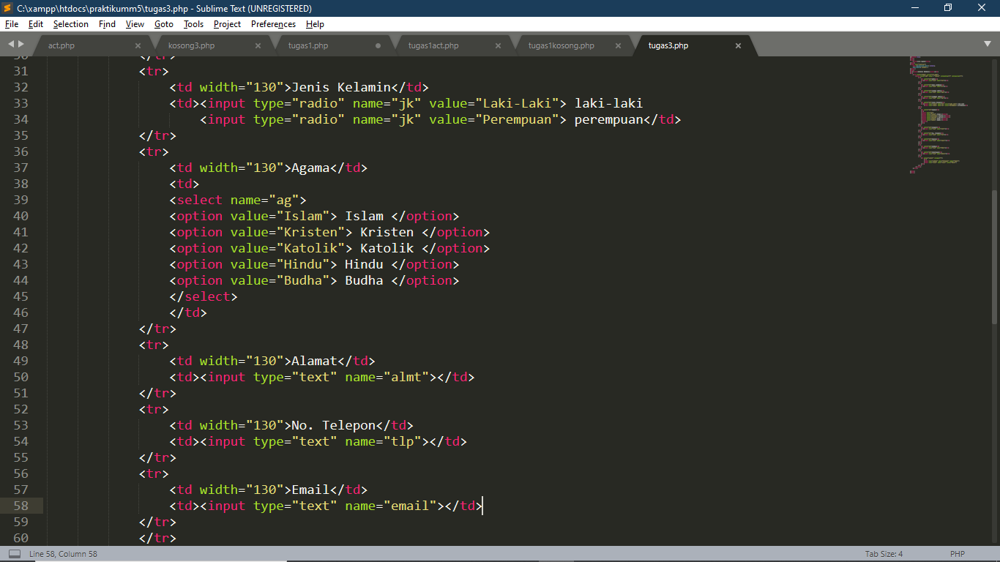 C:\xampp\htdocs\praktikumm5\tugas3.php - Sublime Text (UNREGISTERED)
File Edit Selection Find View Goto Tools Project Preferences Help
act.php kosong3.php tugas1.php tugas1act.php tugas1kosong.php tugas3.php
30 </tr>
31 <tr>
32 <td width="130">Jenis Kelamin</td>
33 <td><input type="radio" name="jk" value="Laki-Laki"> laki-laki
34 <input type="radio" name="jk" value="Perempuan"> perempuan</td>
35 </tr>
36 <tr>
37 <td width="130">Agama</td>
38 <td>
39 <select name="ag">
40 <option value="Islam"> Islam </option>
41 <option value="Kristen"> Kristen </option>
42 <option value="Katolik"> Katolik </option>
43 <option value="Hindu"> Hindu </option>
44 <option value="Budha"> Budha </option>
45 </select>
46 </td>
47 </tr>
48 <tr>
49 <td width="130">Alamat</td>
50 <td><input type="text" name="almt"></td>
51 </tr>
52 <tr>
53 <td width="130">No. Telepon</td>
54 <td><input type="text" name="tlp"></td>
55 </tr>
56 <tr>
57 <td width="130">Email</td>
58 <td><input type="text" name="email"></td>
59 </tr>
60 </tr>
Line 58, Column 58 Tab Size: 4 PHP